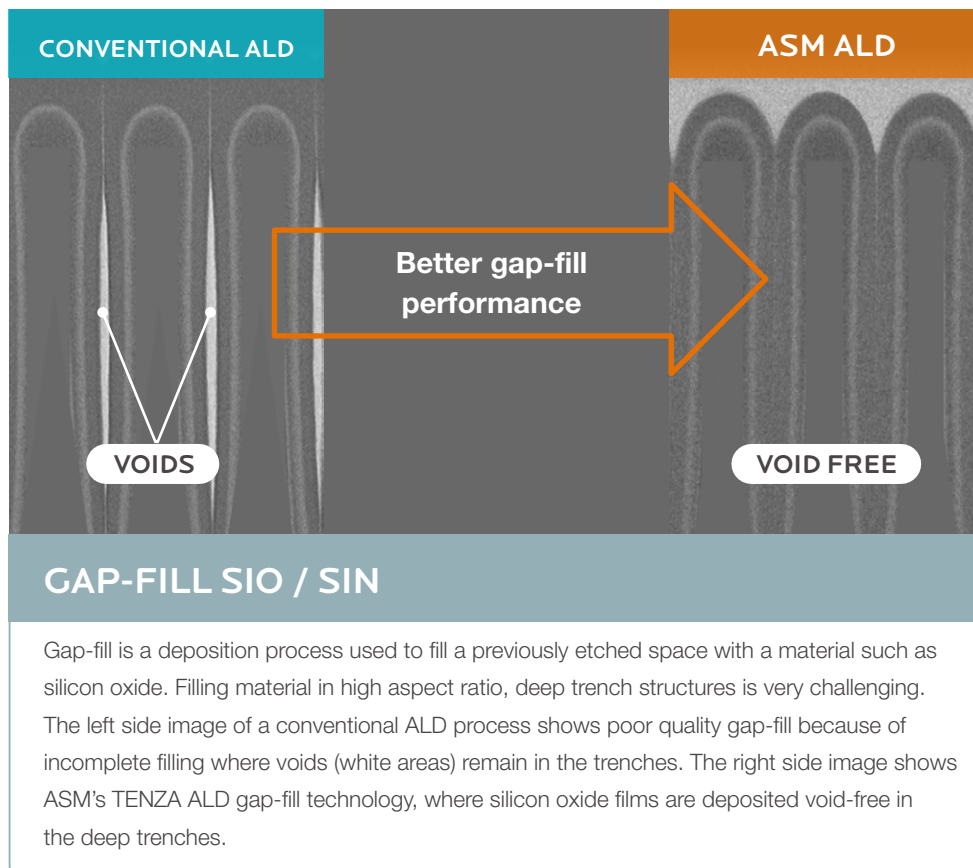 CONVENTIONAL ALD
ASM ALD
Better gap-fill
performance
VOIDS
VOID FREE
GAP-FILL SIO / SIN
Gap-fill is a deposition process used to fill a previously etched space with a material such as
silicon oxide. Filling material in high aspect ratio, deep trench structures is very challenging.
The left side image of a conventional ALD process shows poor quality gap-fill because of
incomplete filling where voids (white areas) remain in the trenches. The right side image shows
ASM's TENZA ALD gap-fill technology, where silicon oxide films are deposited void-free in
the deep trenches.